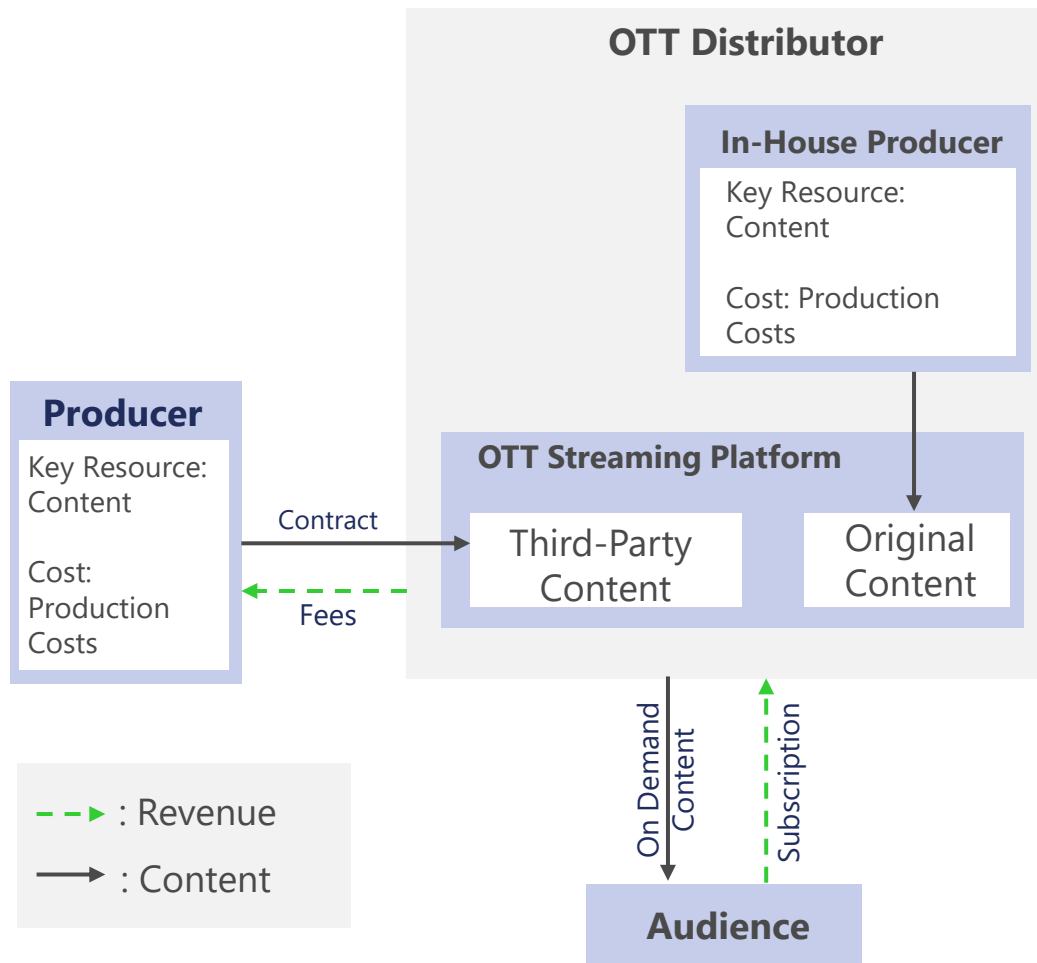 OTT Distributor
In-House Producer
Key Resource:
Content
Cost: Production
Costs
Producer
Key Resource:
Content
Cost:
Production
Costs
Contract
Fees
OTT Streaming Platform
Third-Party
Content
Original
Content
On Demand
Content
Subscription
: Revenue
: Content
Audience